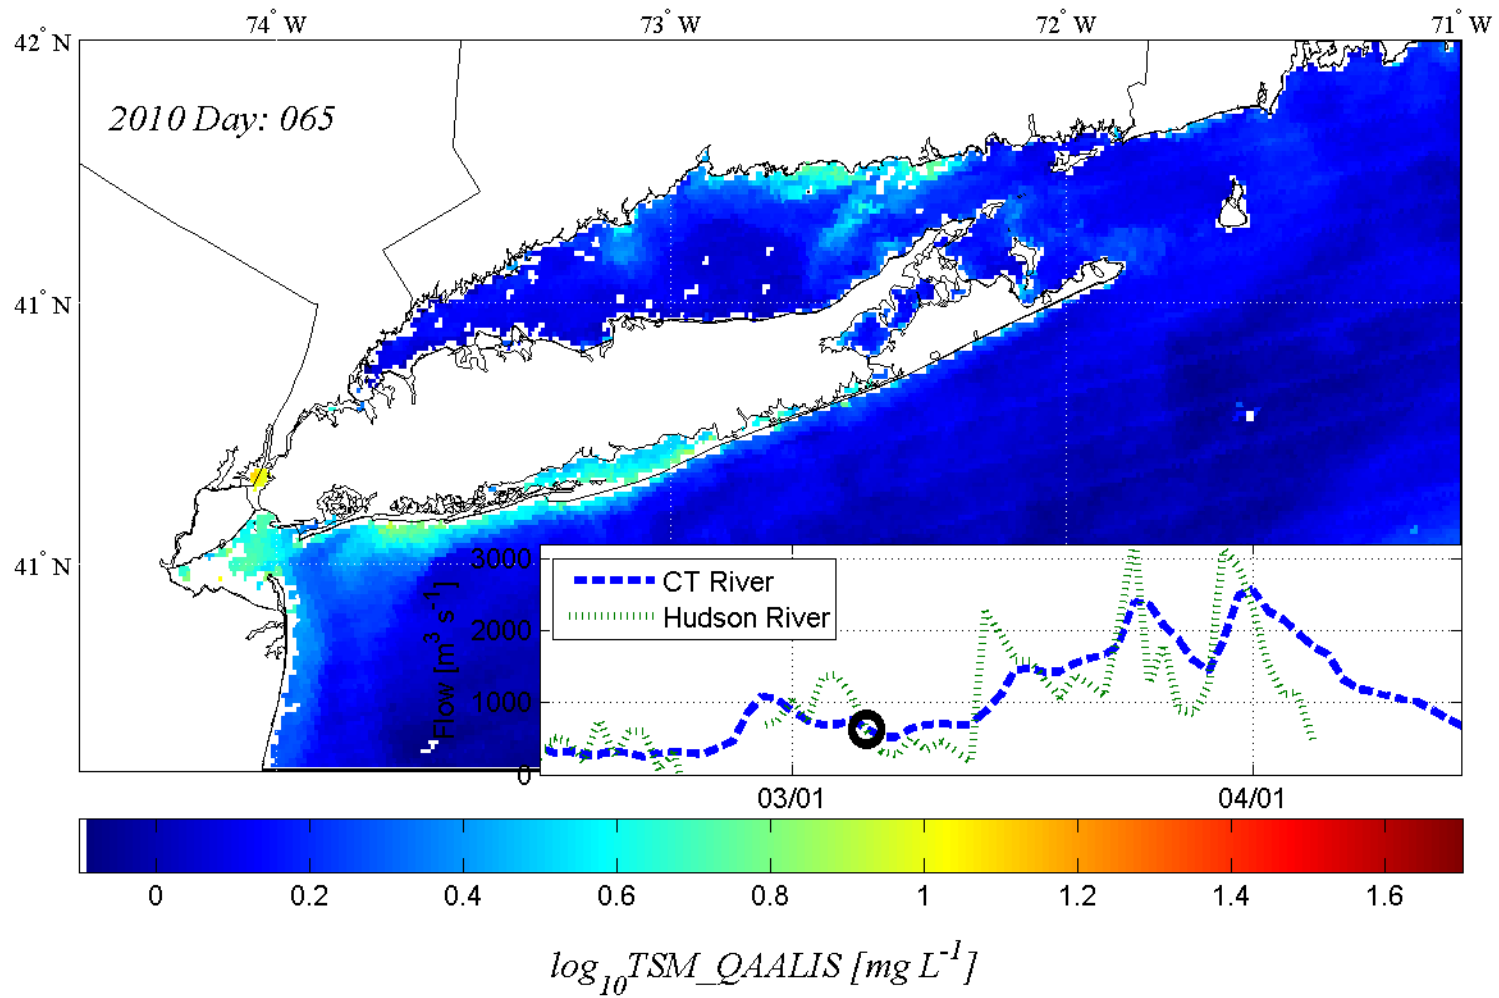 74° W 73° W 72° W 71° W
42° N
2010 Day: 065
41° N
41° N
Flow [m³ s⁻¹]
3000
2000
1000
0
CT River
Hudson River
03/01 04/01
0 0.2 0.4 0.6 0.8 1 1.2 1.4 1.6
log₁₀TSM_QAALIS [mg L⁻¹]